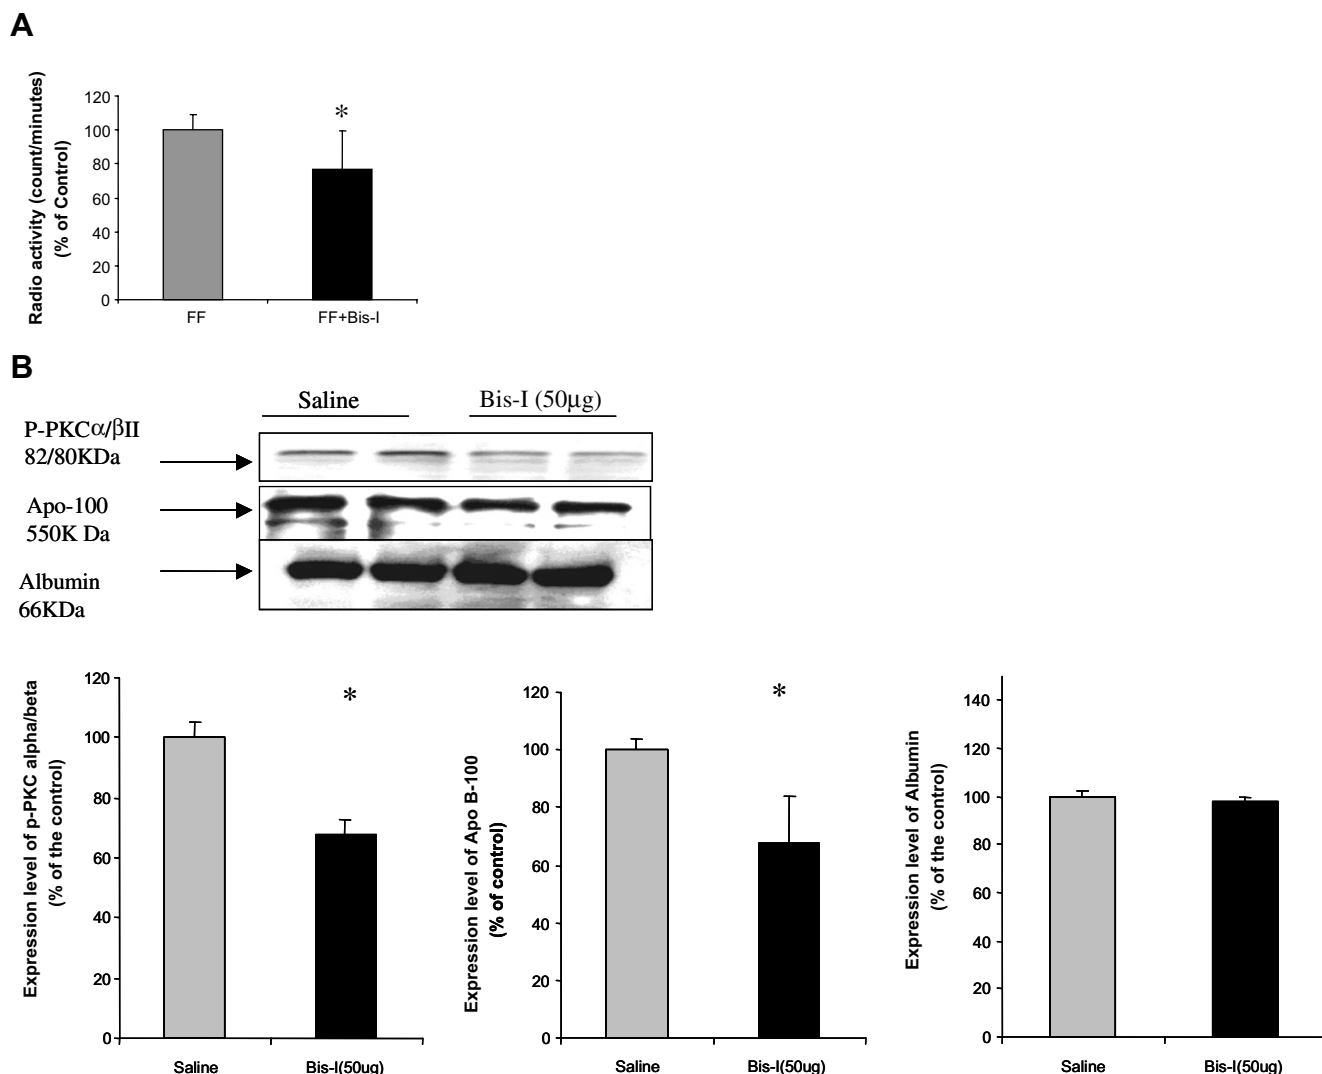 A
Radio activity (count/minutes)
(% of Control)
120
100
80
60
40
20
0
*
FF
FF+Bis-I
B
Saline
Bis-I (50µg)
P-PKCα/βII
82/80KDa
Apo-100
550K Da
Albumin
66KDa
Expression level of p-PKC alpha/beta
(% of the control)
120
100
80
60
40
20
0
*
Saline
Bis-I(50ug)
Expression level of Apo B-100
(% of control)
120
100
80
60
40
20
0
*
Saline
Bis-I(50ug)
Expression level of Albumin
(% of the control)
140
120
100
80
60
40
20
0
Saline
Bis-I(50ug)